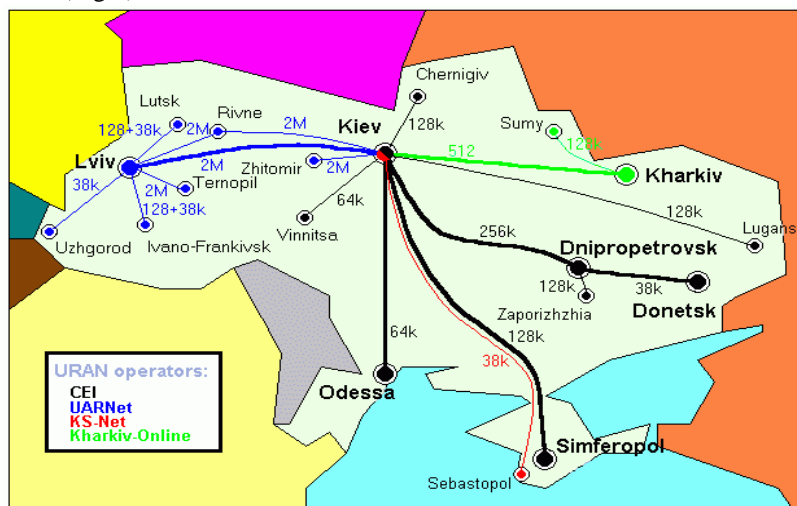 Chernigiv
Lutsk
Rivne
Sumy
128+38k
2M
2M
Kiev
128k
128k
Lviv
2M
Zhitomir
2M
512
Kharkiv
38k
2M
Ternopil
64k
128k
Lugans
128+38k
Vinnitsa
256k
Uzhgorod
Ivano-Frankivsk
Dnipropetrovsk
128k
38k
Zaporizhzhia
Donetsk
64k
128k
38k
URAN operators:
CEI
UARNet
KS-Net
Kharkiv-Online
Odessa
Simferopol
Sebastopol